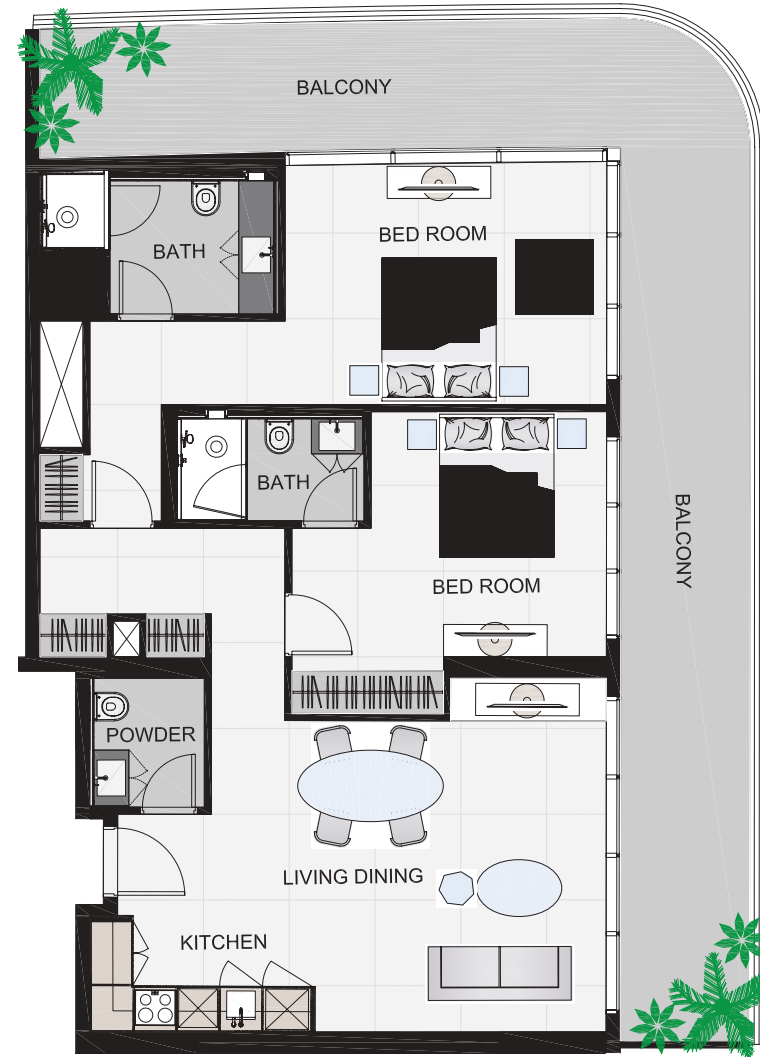 BALCONY
BED ROOM
BATH
BATH
BALCONY
BED ROOM
POWDER
LIVING DINING
KITCHEN